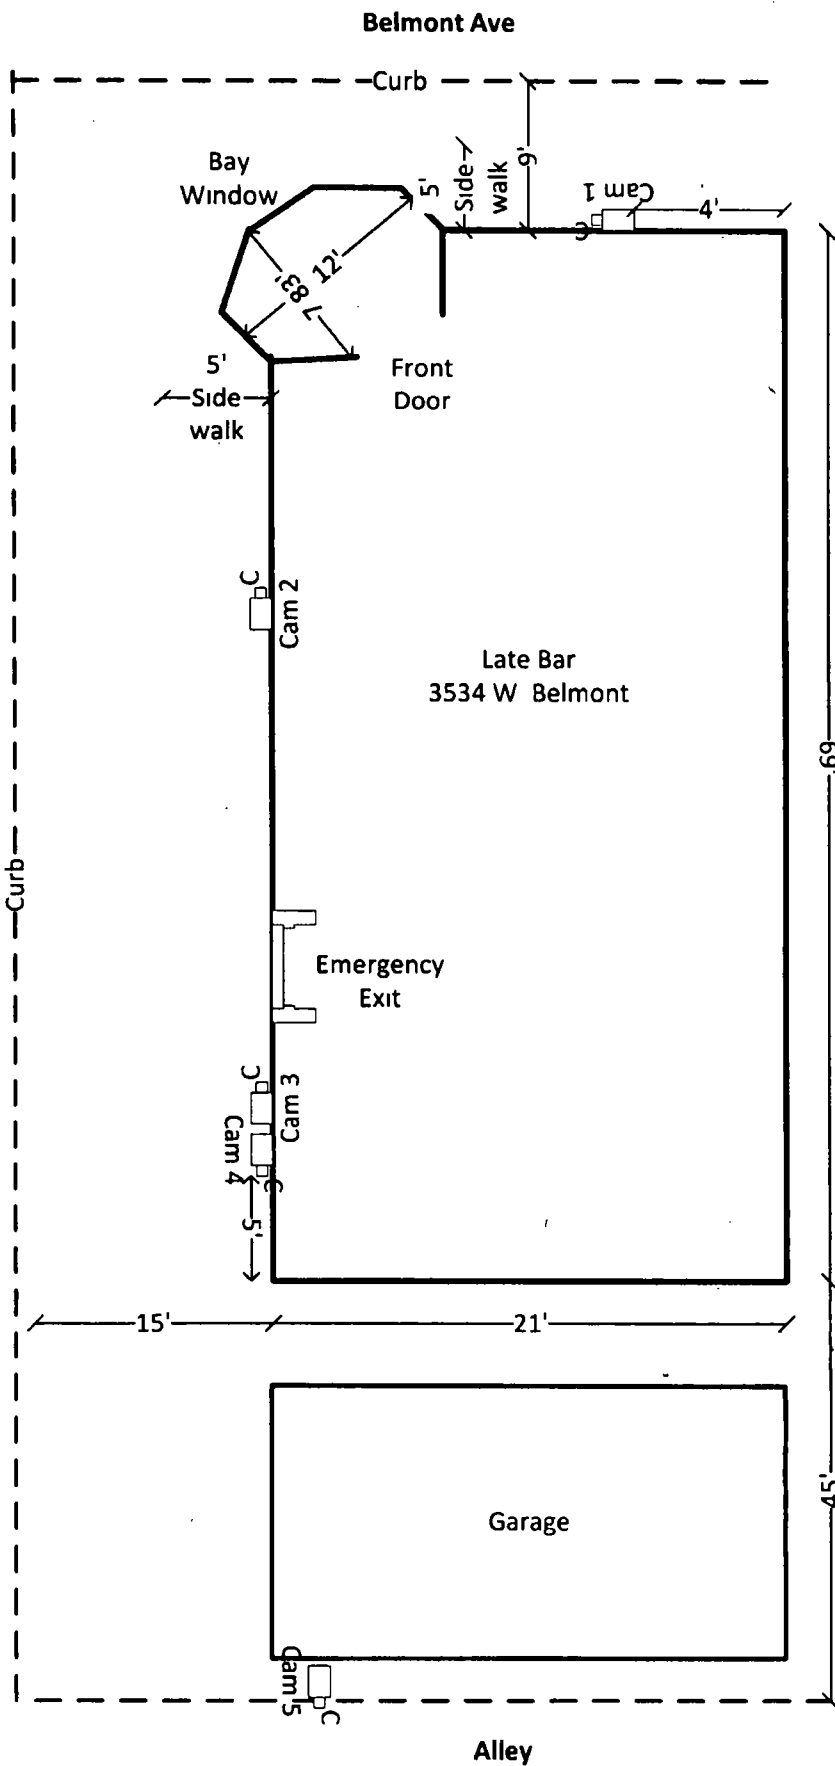 Belmont Ave
Curb
Bay
Window
5'
Side
walk
9'
Cam 1
4'
12'
7 83'
5'
Side
walk
Front
Door
C
Cam 2
Late Bar
3534 W Belmont
69'
Curb
Emergency
Exit
C
Cam 3
Cam 4
C
5'
15'
21'
Garage
45'
Cam 5
C
Alley